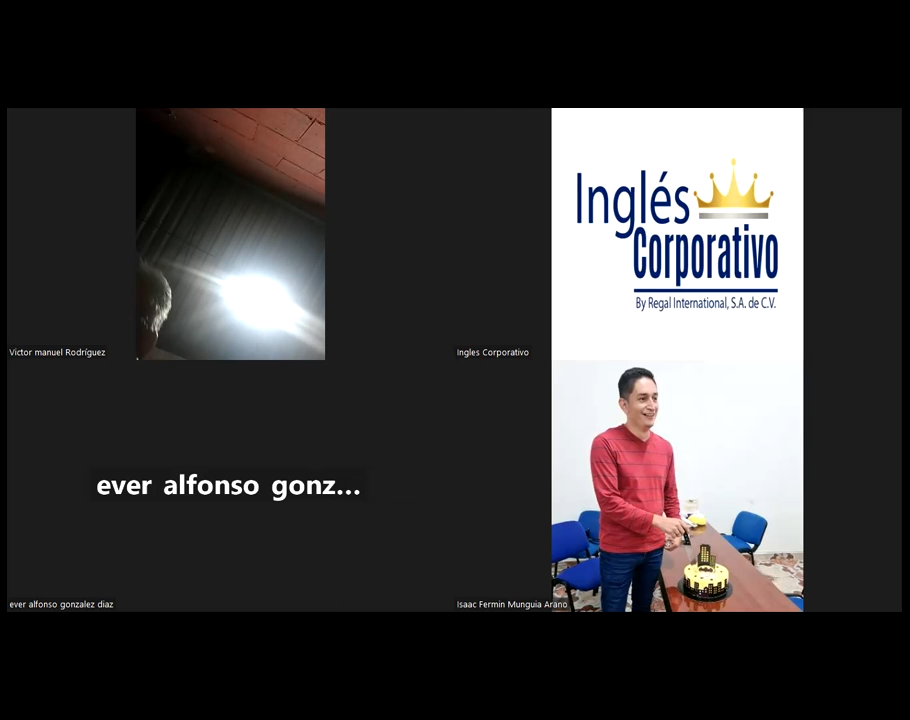 Inglés
Corporativo
By Regal International, S.A. de C.V.
Victor manuel Rodríguez
Ingles Corporativo
ever alfonso gonz...
ever alfonso gonzalez diaz
Isaac Fermin Munguia Arano